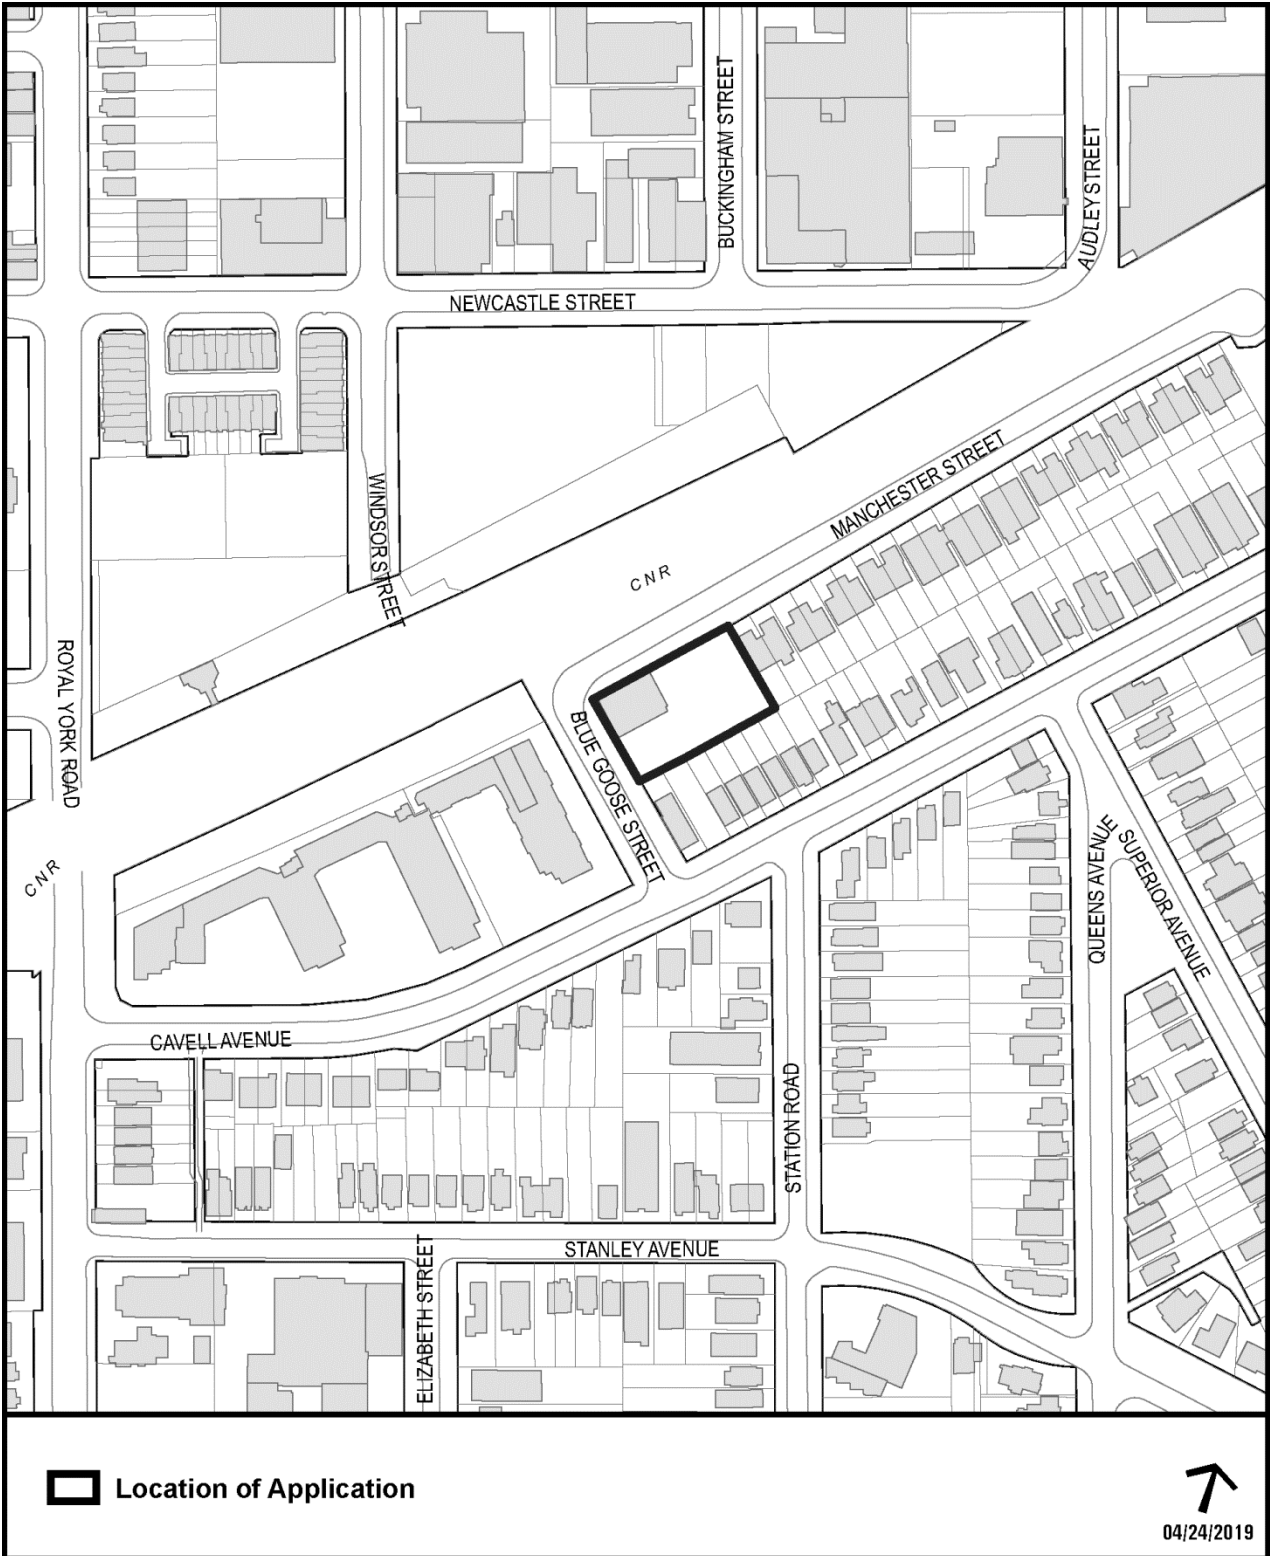 BUCKINGHAM STREET
AUDLEY STREET
NEWCASTLE STREET
MANCHESTER STREET
WINDSOR STREET
CNR
ROYAL YORK ROAD
BLUE GOOSE STREET
CNR
QUEENS AVENUE
SUPERIOR AVENUE
CAVELL AVENUE
STATION ROAD
STANLEY AVENUE
ELIZABETH STREET
Location of Application
04/24/2019